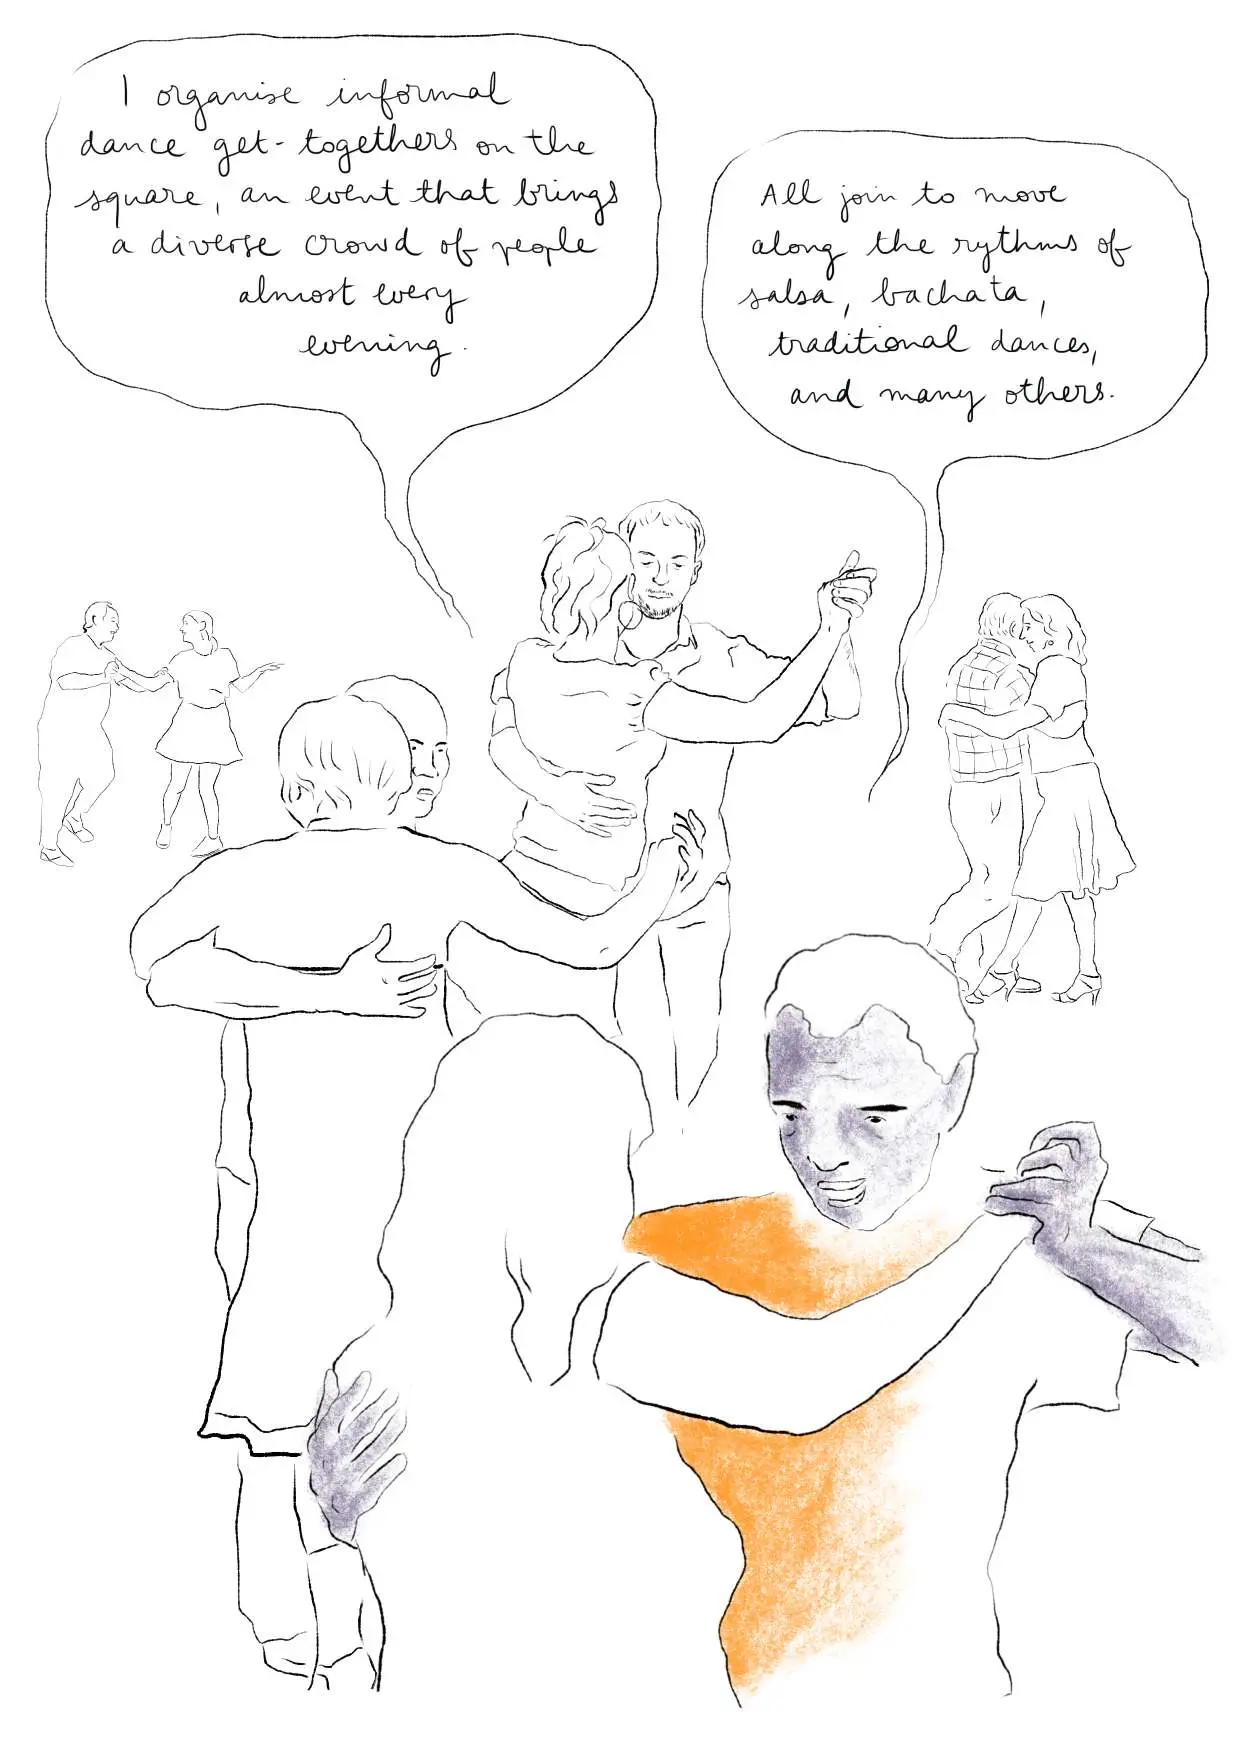 I organise informal
dance get-togethers on the
square, an event that brings
a diverse crowd of people
almost every
evening.
All join to move
along the rythms of
salsa, bachata,
traditional dances,
and many others.